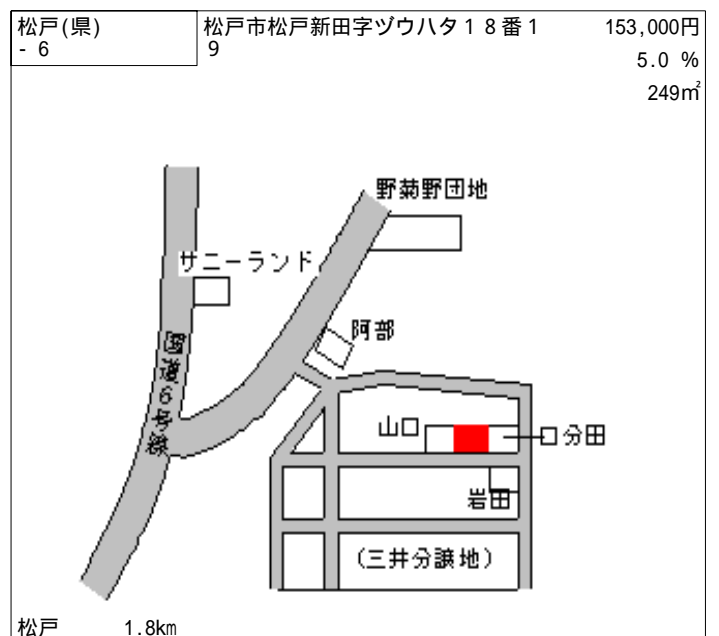 松戸(県)
- 6
松戸市松戸新田字ヅウハタ18番1
9
153,000円
5.0 %
249㎡
野菊野団地
サニーランド
阿部
国道6号線
山口
口分田
岩田
(三井分譲地)
松戸 1.8km